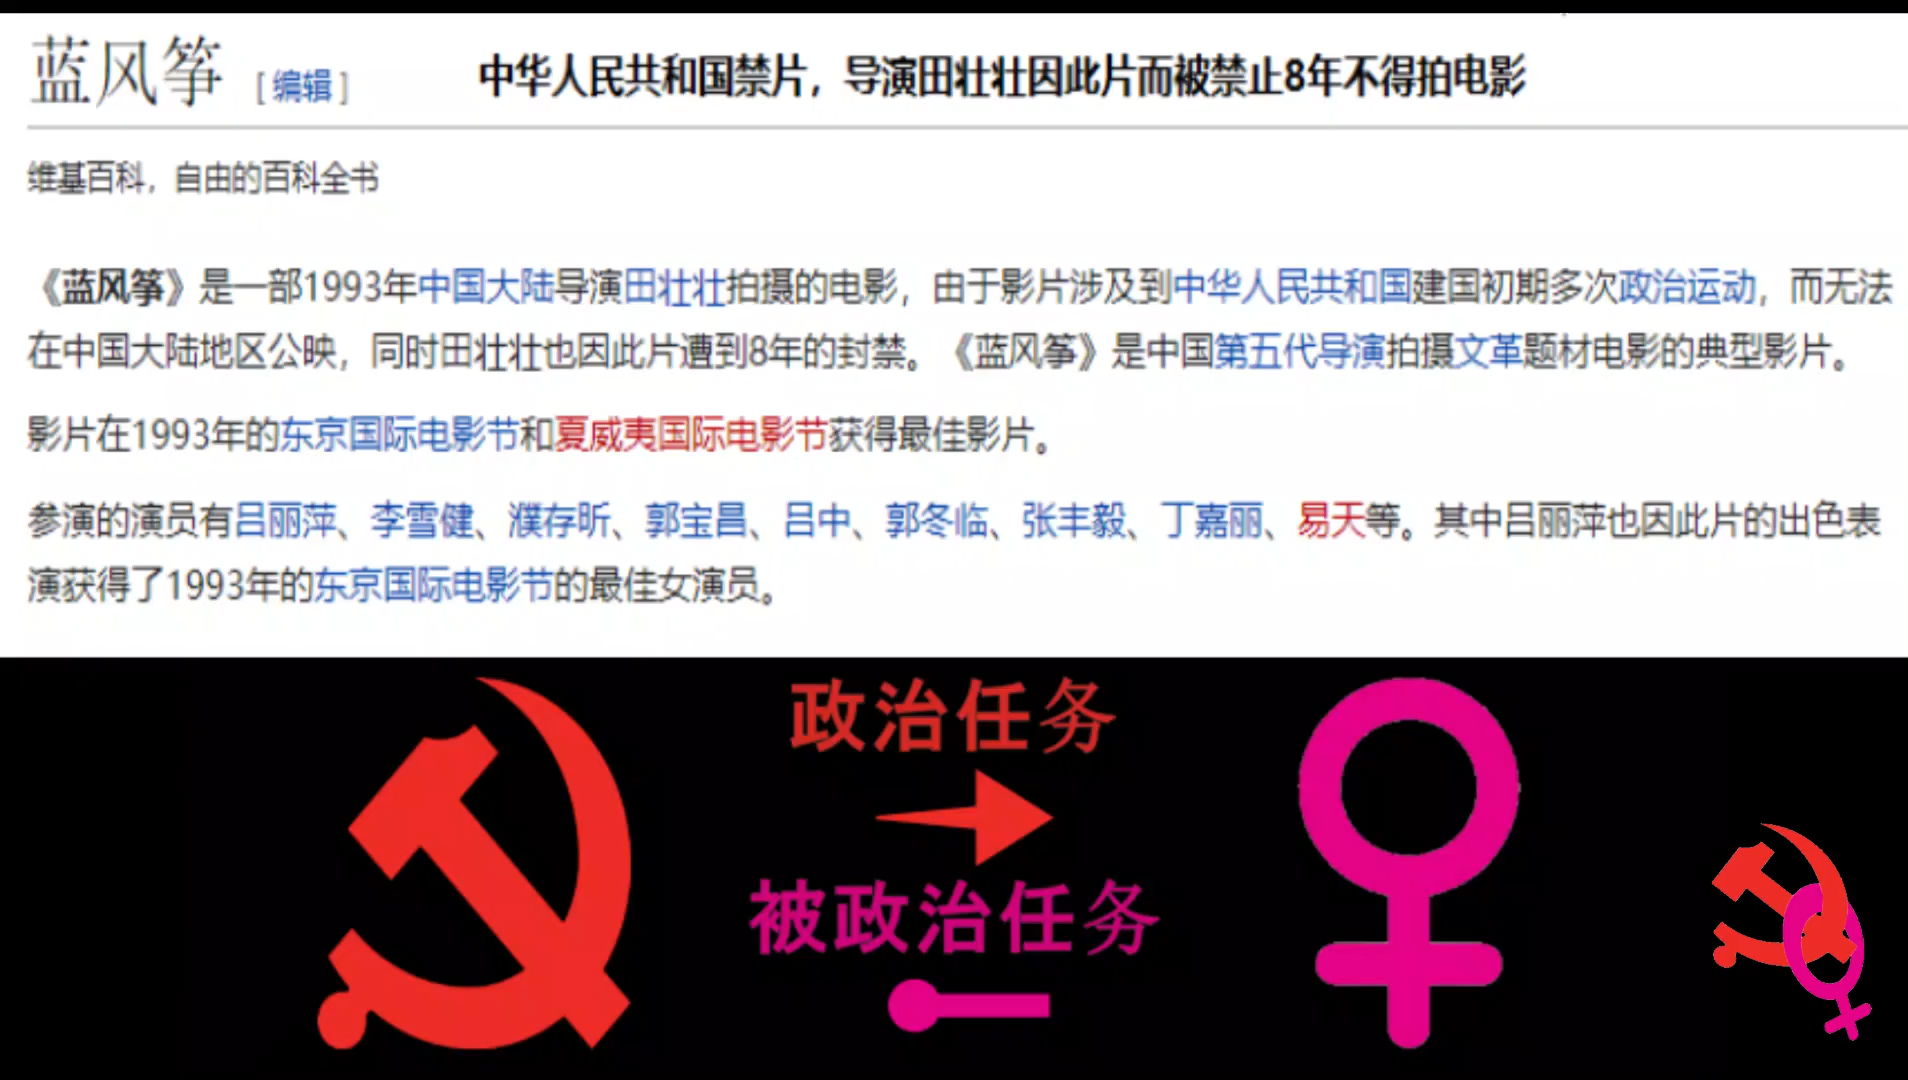 蓝风筝 [编辑] 中华人民共和国禁片，导演田壮壮因此片而被禁止8年不得拍电影
维基百科，自由的百科全书
《蓝风筝》是一部1993年中国大陆导演田壮壮拍摄的电影，由于影片涉及到中华人民共和国建国初期多次政治运动，而无法
在中国大陆地区公映，同时田壮壮也因此片遭到8年的封禁。《蓝风筝》是中国第五代导演拍摄文革题材电影的典型影片。
影片在1993年的东京国际电影节和夏威夷国际电影节获得最佳影片。
参演的演员有吕丽萍、李雪健、濮存昕、郭宝昌、吕中、郭冬临、张丰毅、丁嘉丽、易天等。其中吕丽萍也因此片的出色表
演获得了1993年的东京国际电影节的最佳女演员。
政治任务
被政治任务